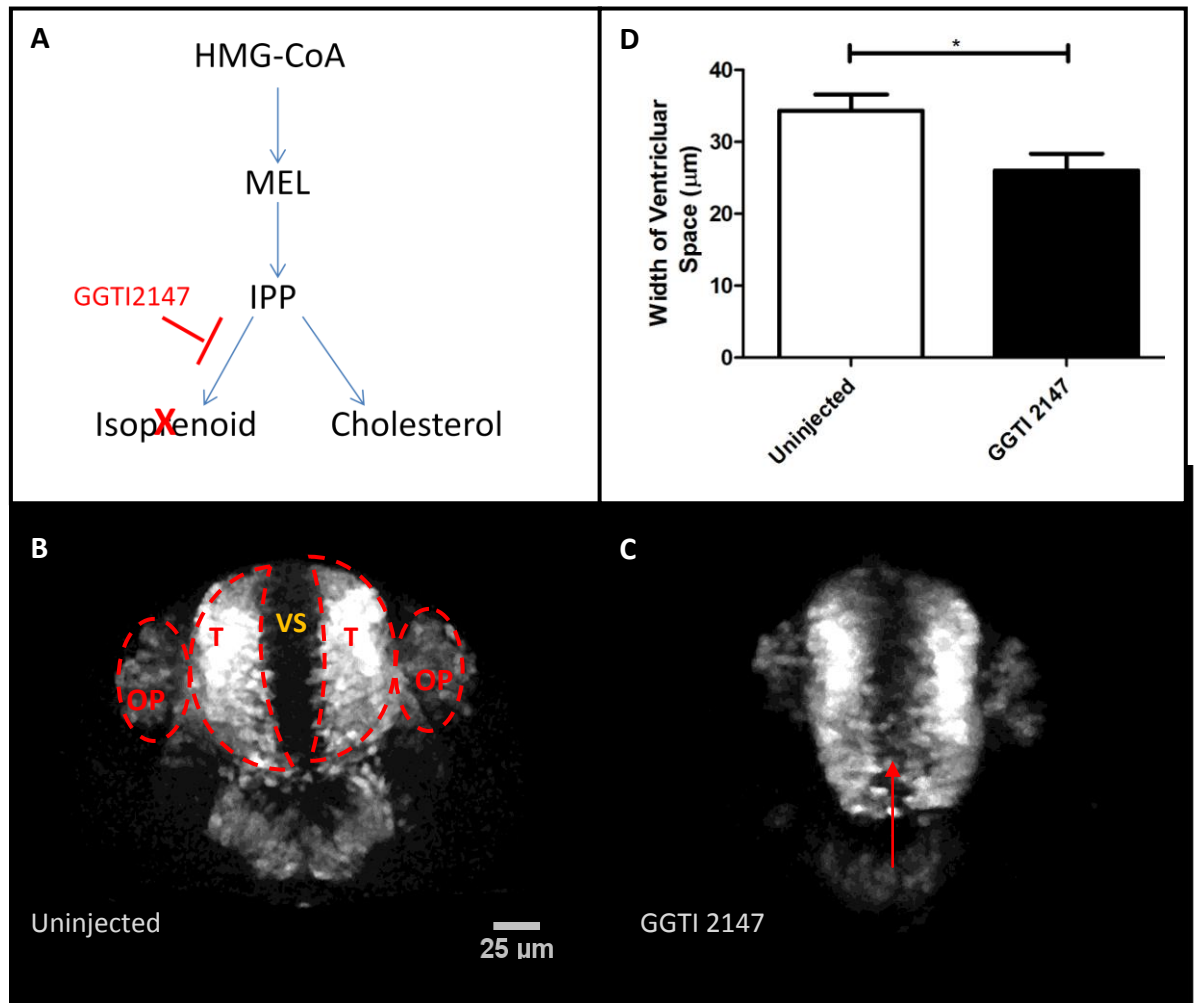 A
HMG-CoA
MEL
IPP
GGTI2147
Isoprenoid
X
Cholesterol
D
*
Width of Ventricluar
Space (µm)
40
30
20
10
0
Uninjected
GGTI 2147
B
VS
T
T
OP
OP
Uninjected
25 µm
C
GGTI 2147